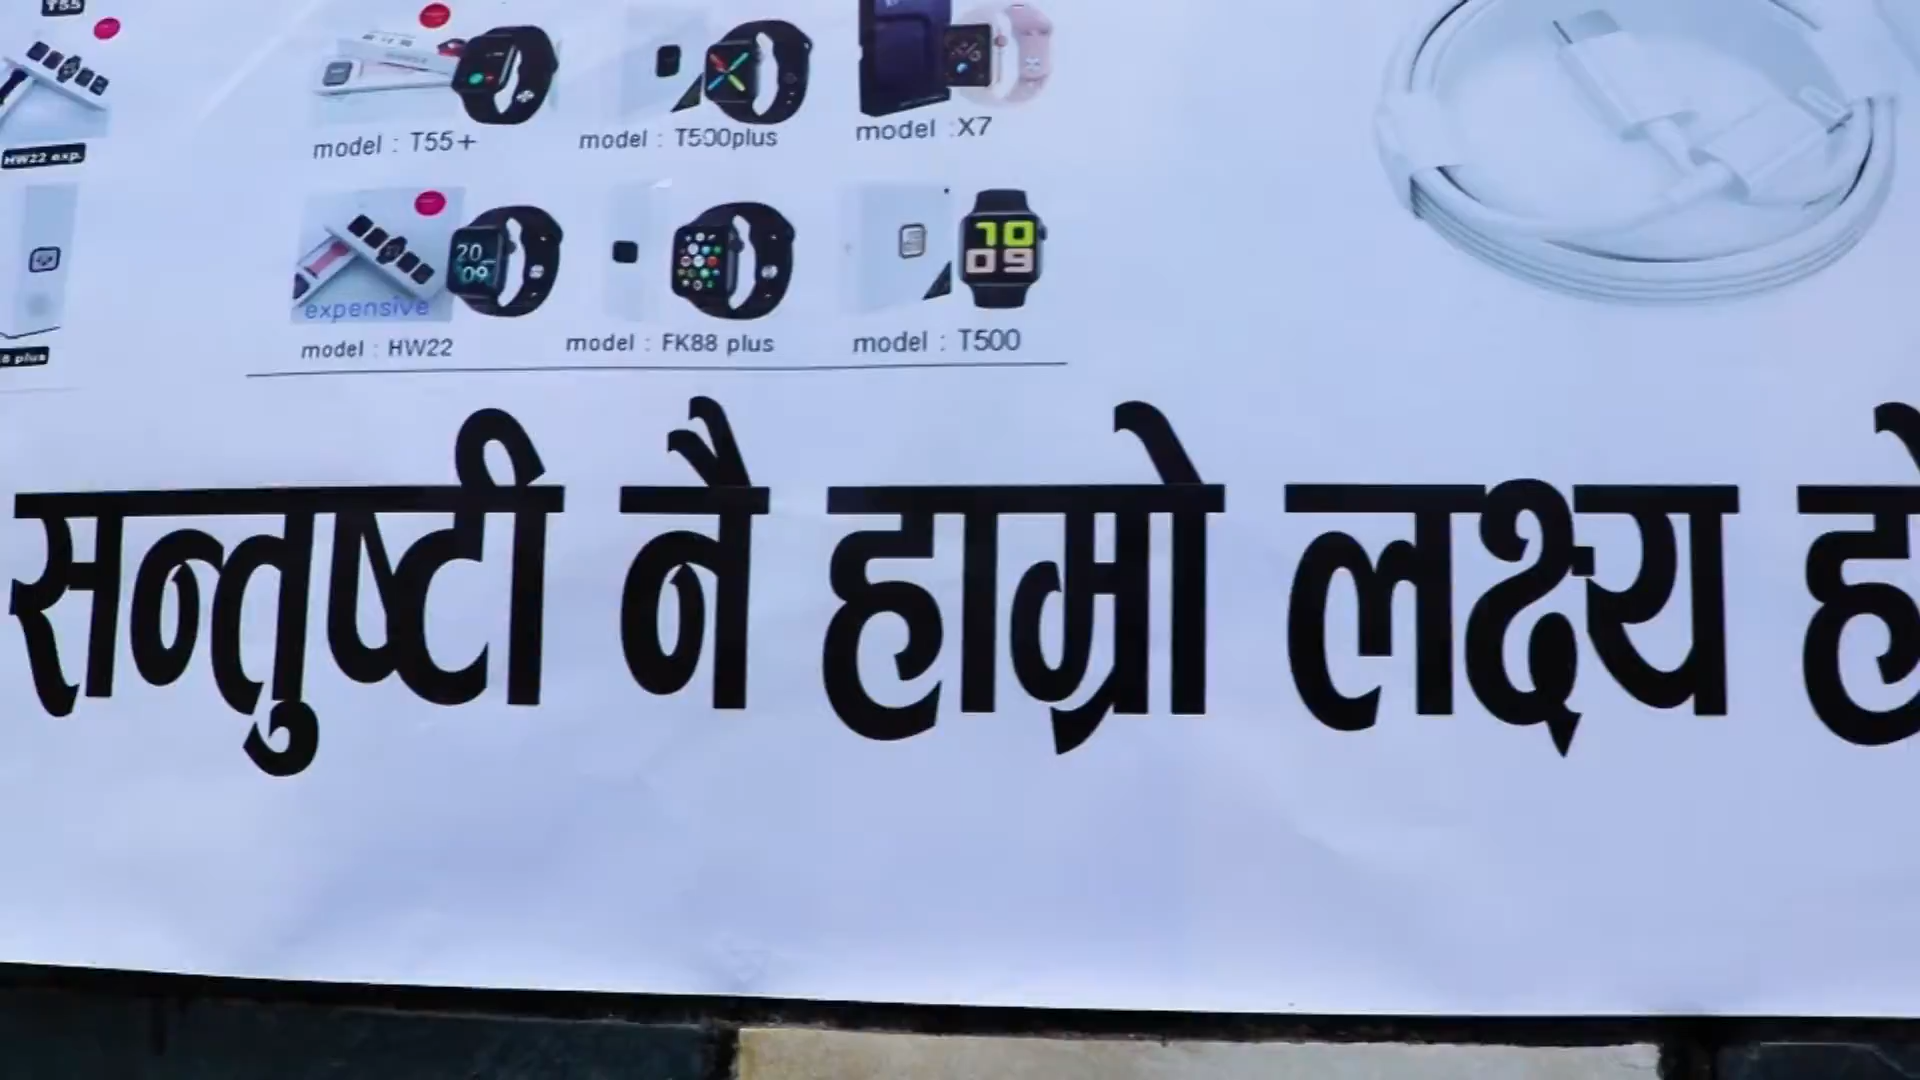 T55
HW22 exp.
model : T55+
model : T500plus
model :X7
20
09
10
09
expensive
model : HW22
model : FK88 plus
model : T500
plus
सन्तुष्टी नै हाम्रो लक्ष्य